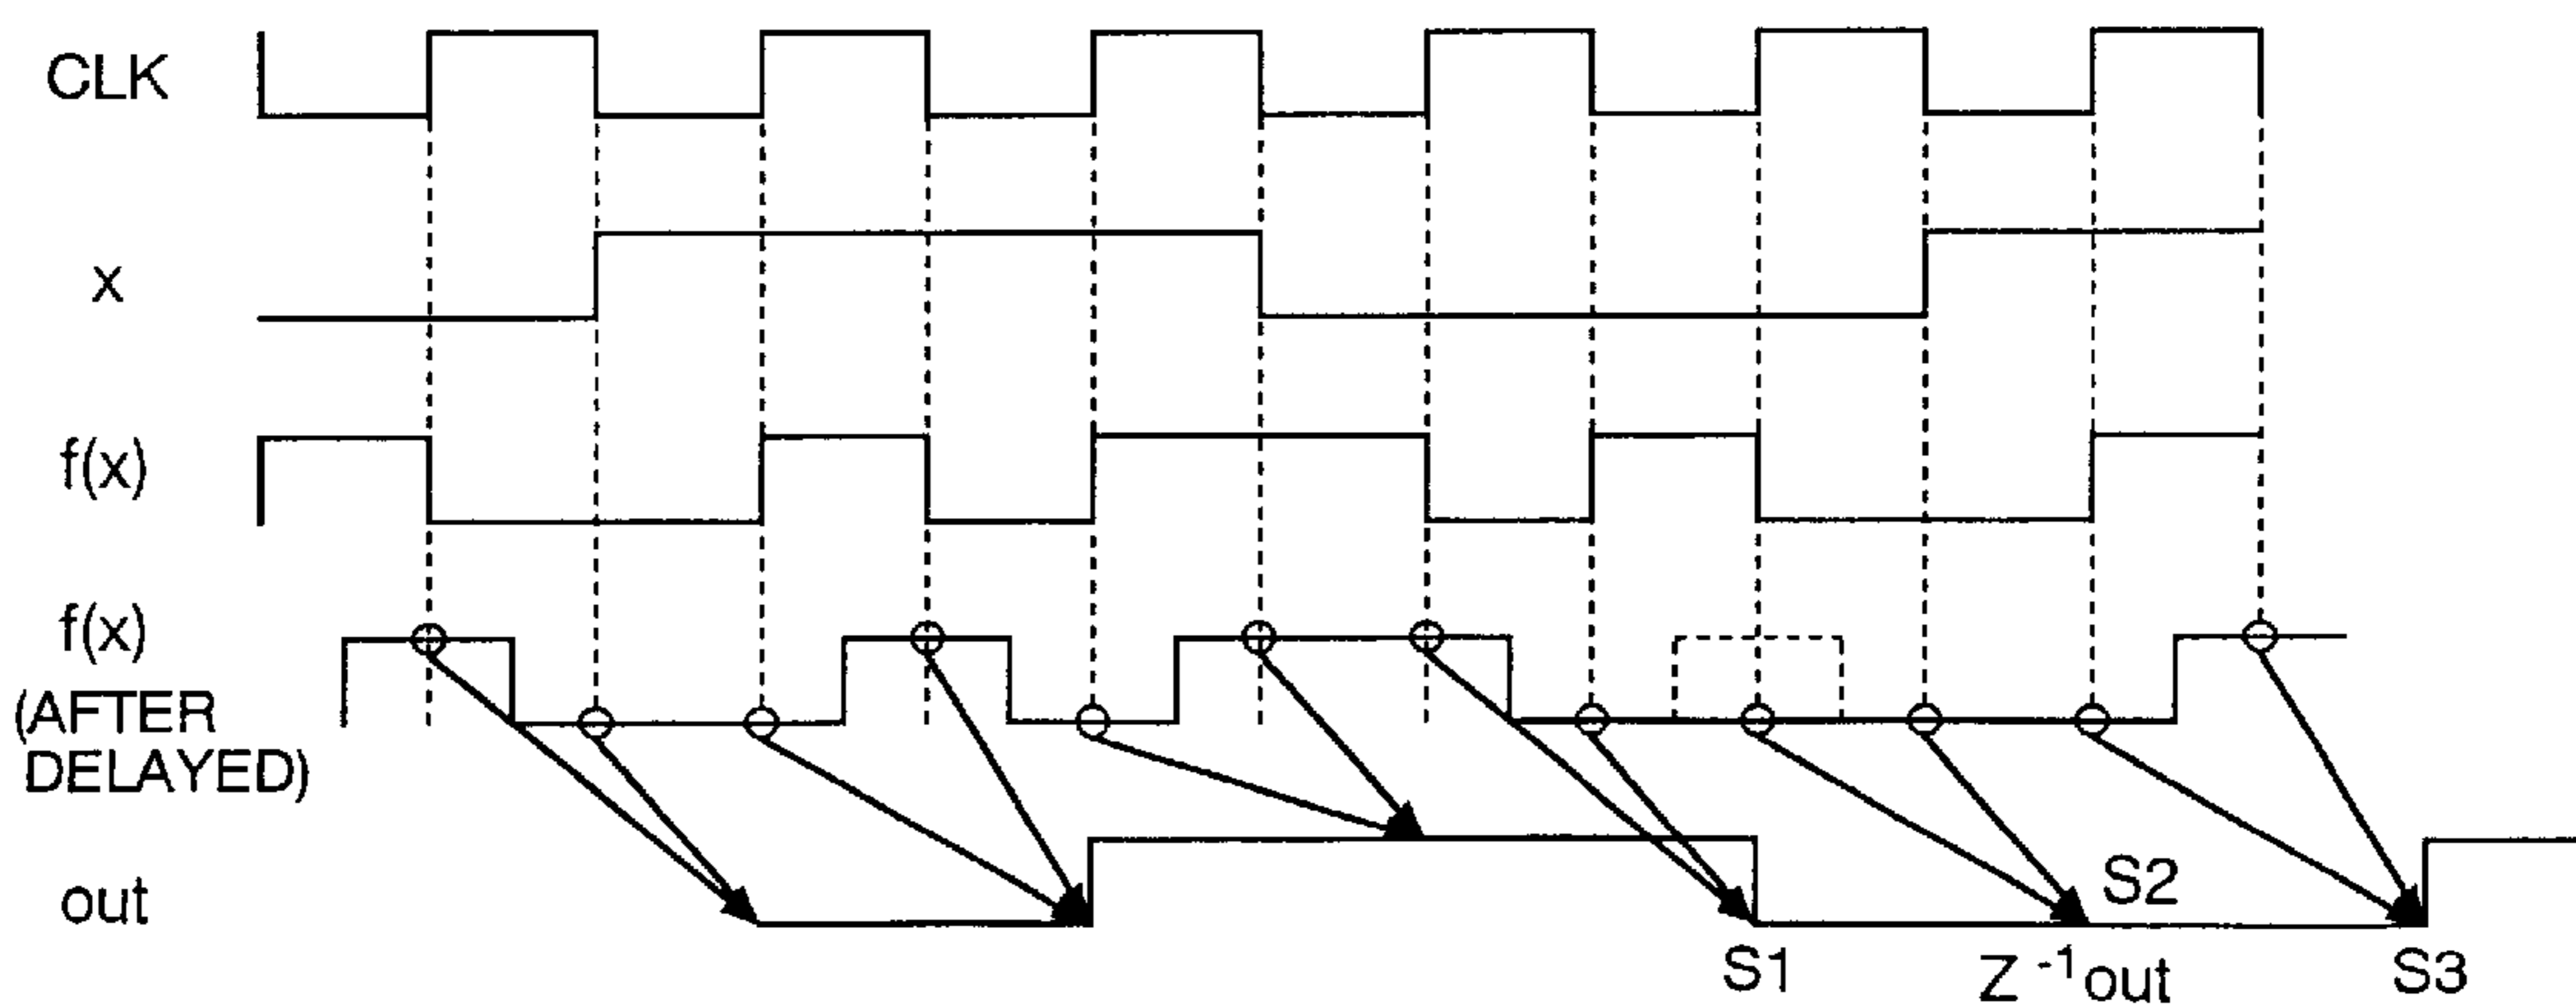 CLK
x
f(x)
f(x)
(AFTER
DELAYED)
out
S2
S1
Z⁻¹out
S3